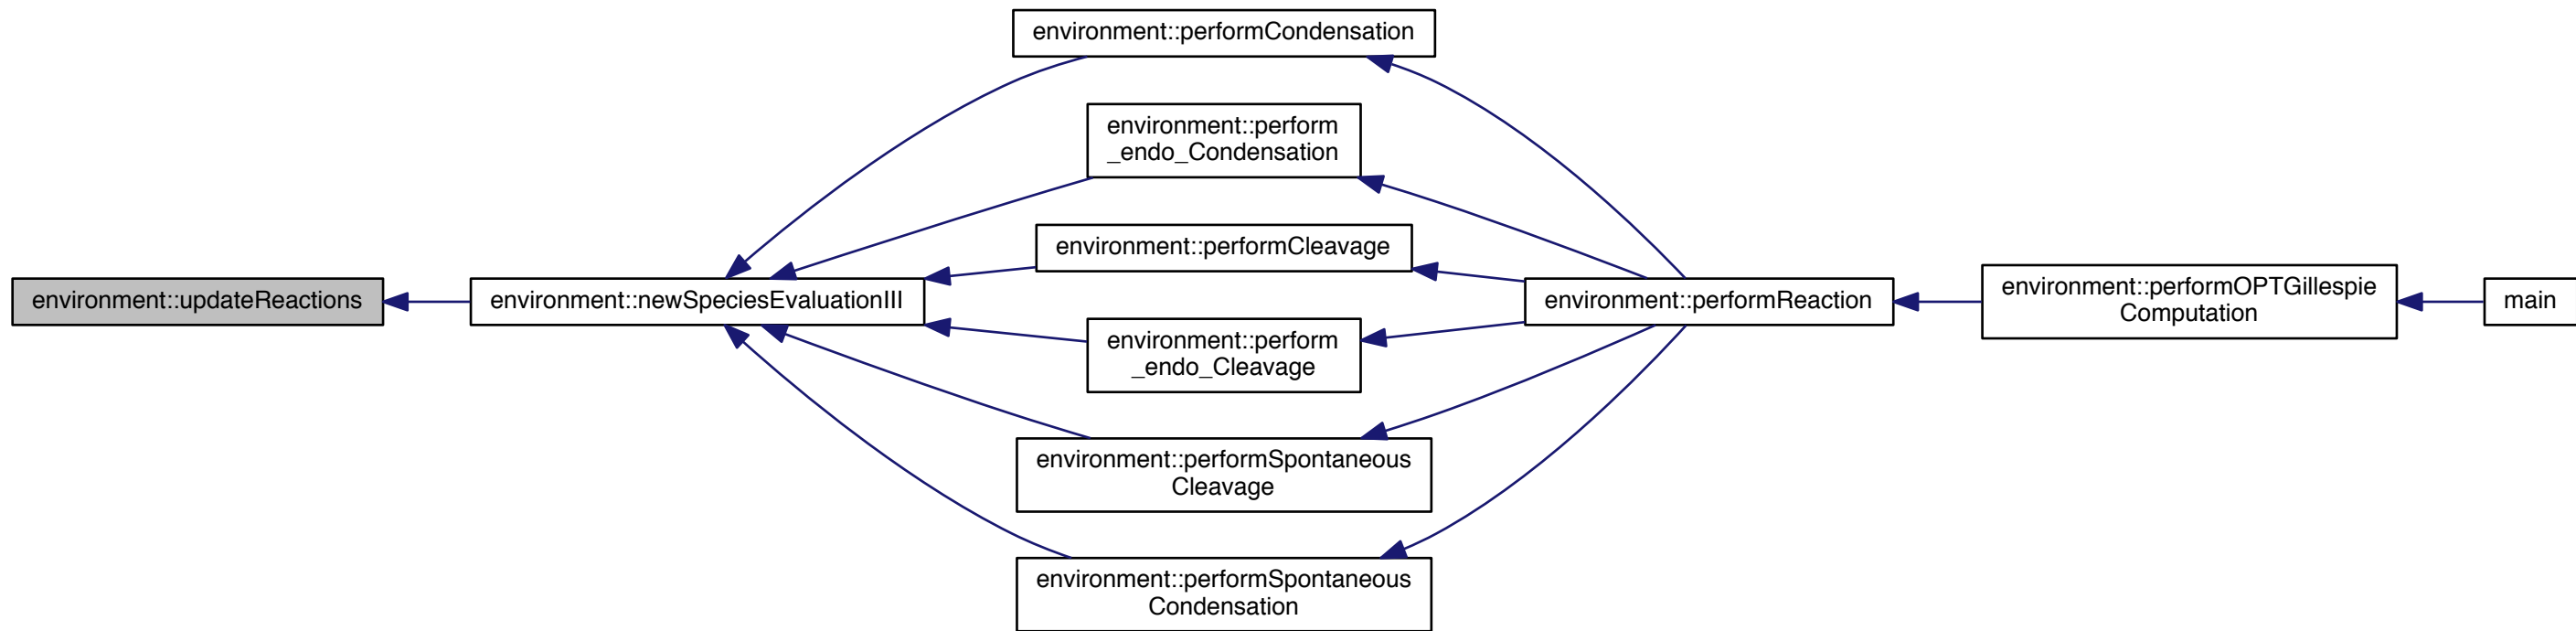 environment::updateReactions
environment::newSpeciesEvaluationIII
environment::performCondensation
environment::perform
_endo_Condensation
environment::performCleavage
environment::perform
_endo_Cleavage
environment::performSpontaneous
Cleavage
environment::performSpontaneous
Condensation
environment::performReaction
environment::performOPTGillespie
Computation
main